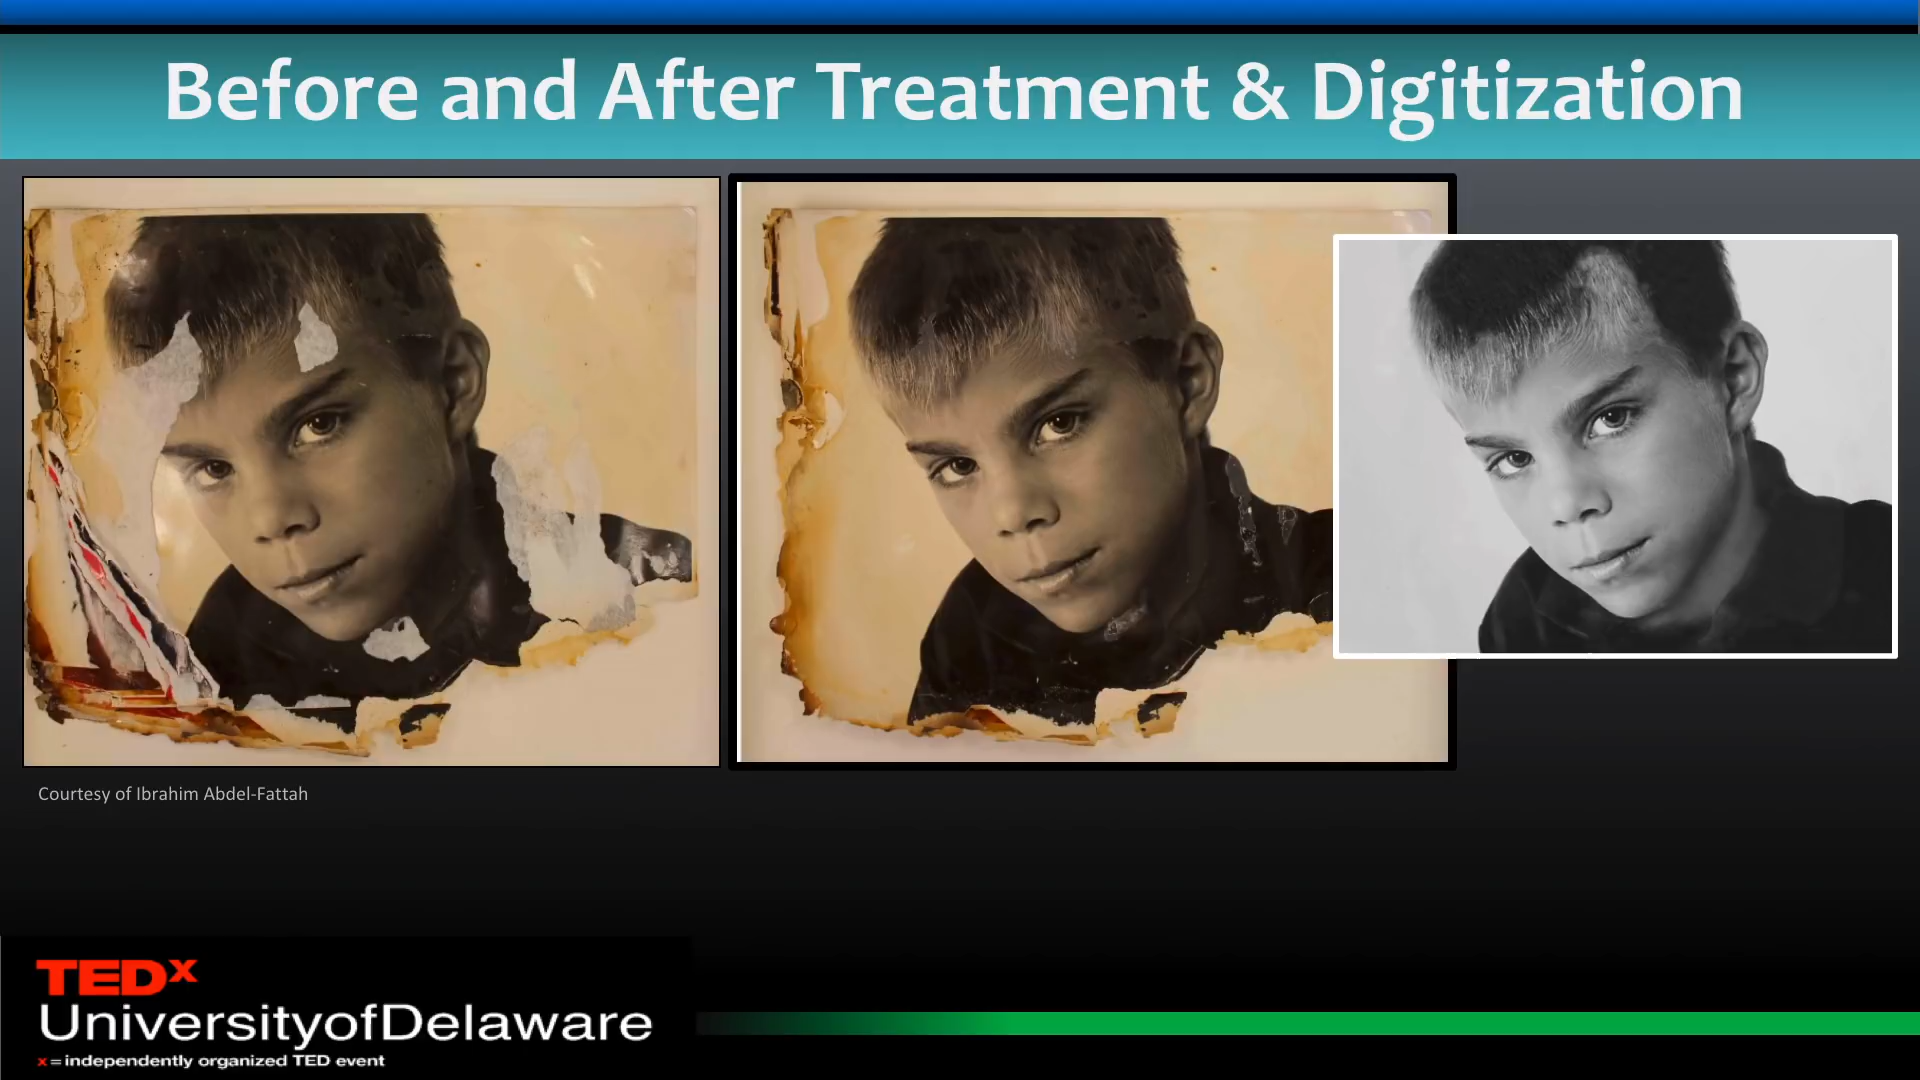 Before and After Treatment & Digitization
Courtesy of Ibrahim Abdel-Fattah
TEDx
UniversityofDelaware
x = independently organized TED event